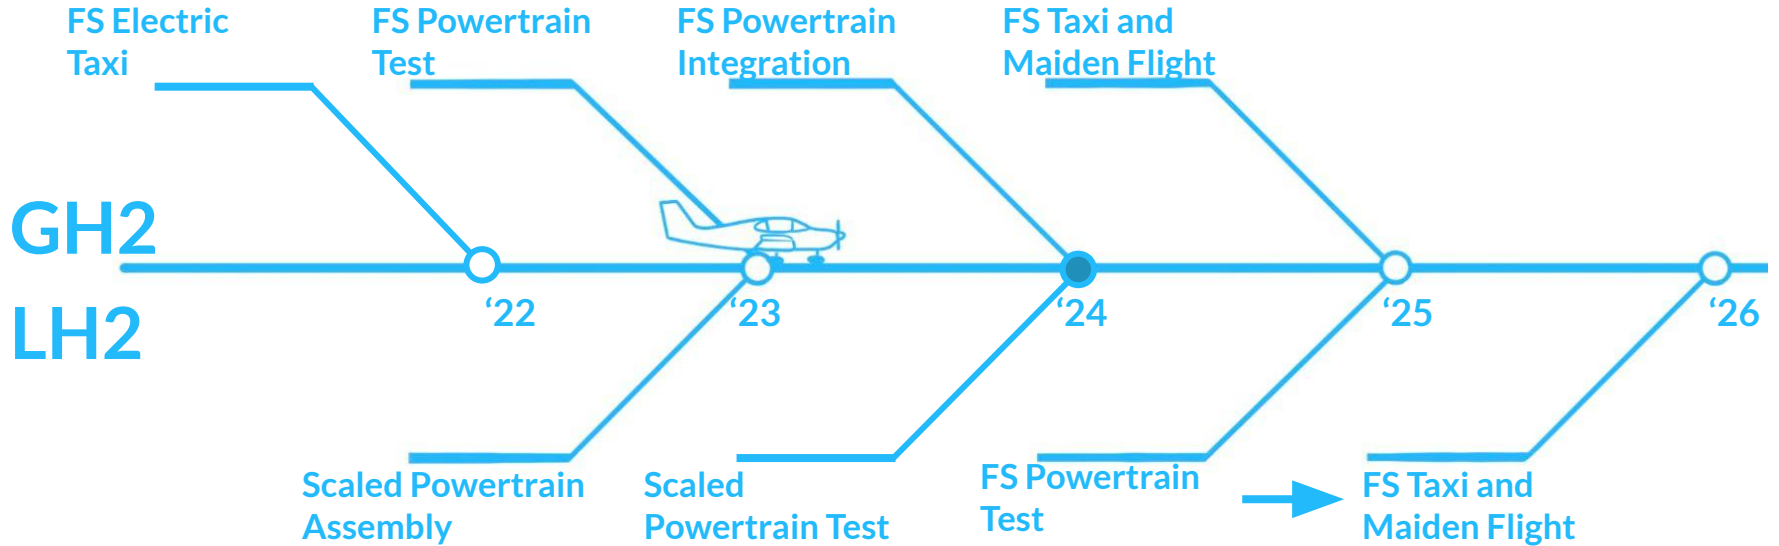 FS Electric
Taxi
FS Powertrain
Test
FS Powertrain
Integration
FS Taxi and
Maiden Flight
GH2
LH2
‘22
‘23
‘24
‘25
‘26
Scaled Powertrain
Assembly
Scaled
Powertrain Test
FS Powertrain
Test
FS Taxi and
Maiden Flight